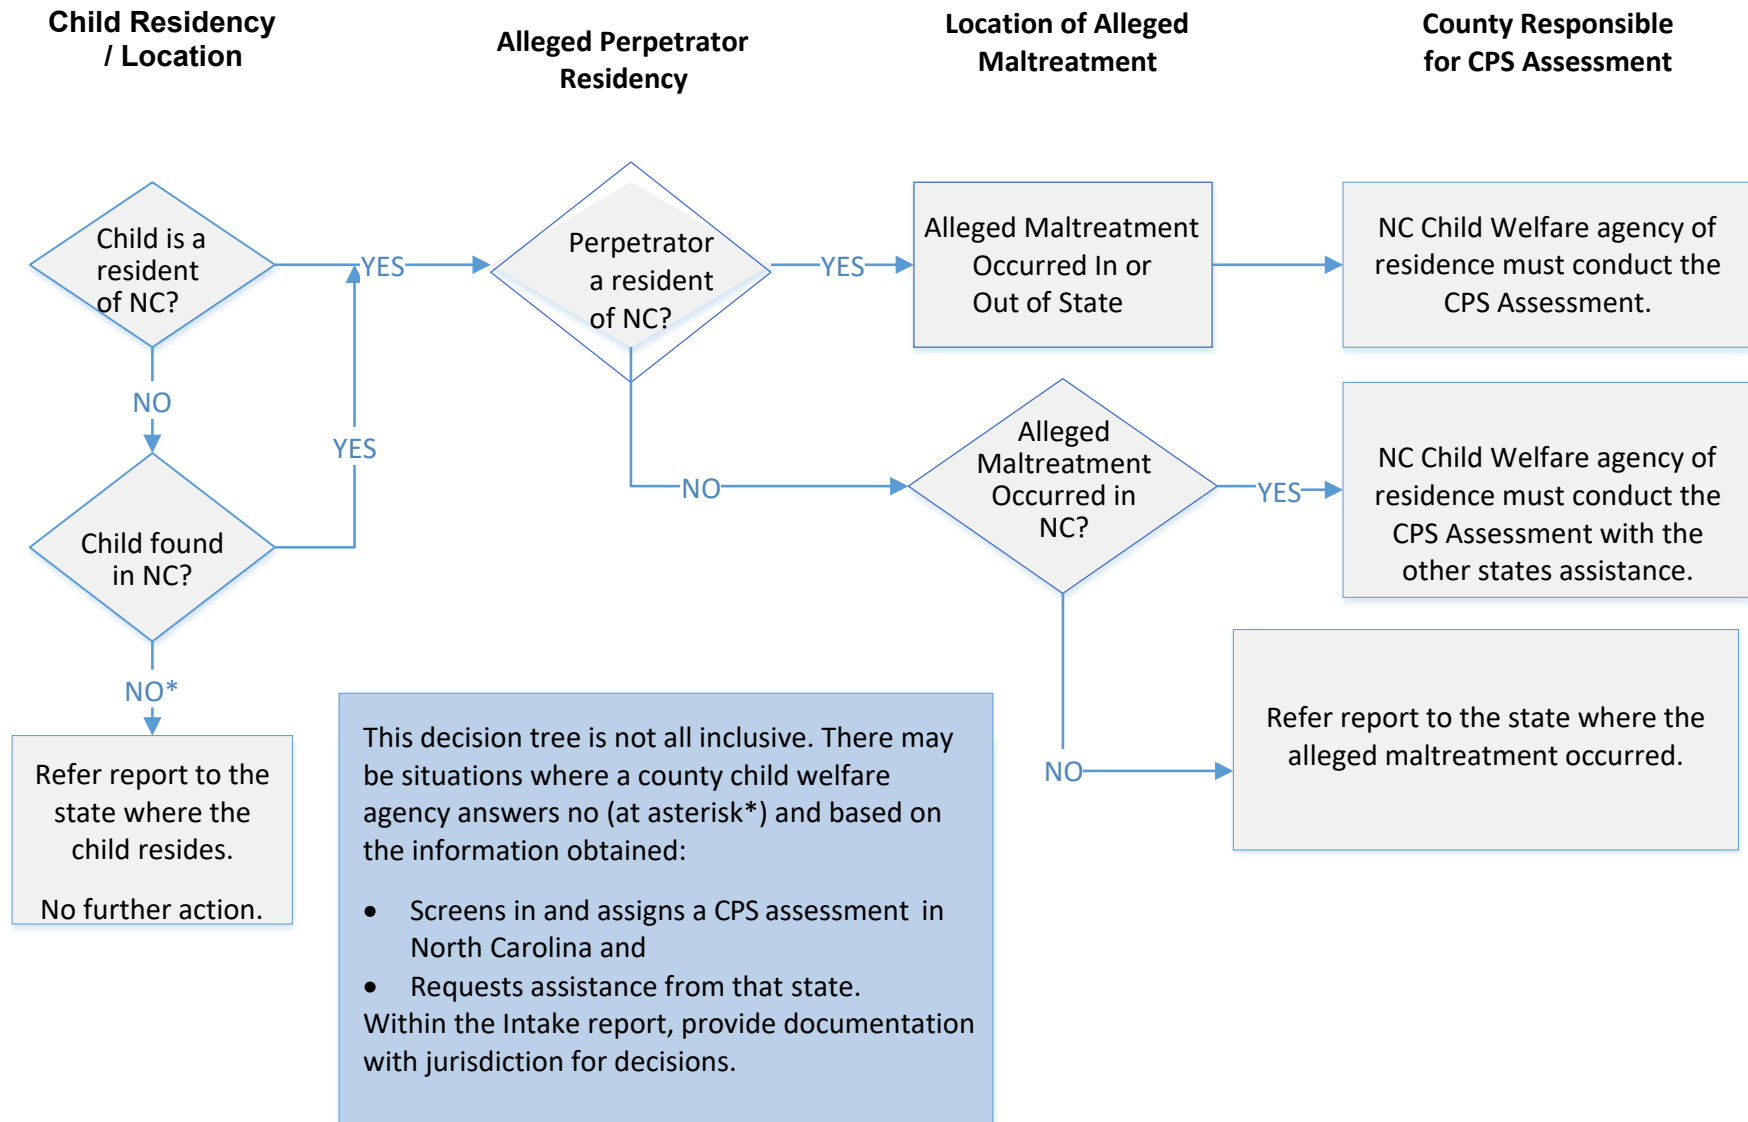 Child Residency
/ Location
Alleged Perpetrator
Residency
Location of Alleged
Maltreatment
County Responsible
for CPS Assessment
Child is a
resident
of NC?
YES
Perpetrator
a resident
of NC?
YES
Alleged Maltreatment
Occurred In or
Out of State
NC Child Welfare agency of
residence must conduct the
CPS Assessment.
NO
YES
Child found
in NC?
NO
Alleged
Maltreatment
Occurred in
NC?
YES
NC Child Welfare agency of
residence must conduct the
CPS Assessment with the
other states assistance.
NO*
Refer report to the
state where the
child resides.
No further action.
NO
Refer report to the state where the
alleged maltreatment occurred.
This decision tree is not all inclusive. There may
be situations where a county child welfare
agency answers no (at asterisk*) and based on
the information obtained:
• Screens in and assigns a CPS assessment in
North Carolina and
• Requests assistance from that state.
Within the Intake report, provide documentation
with jurisdiction for decisions.